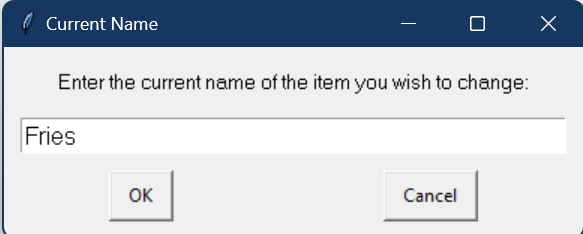 Current Name
Enter the current name of the item you wish to change:
Fries
OK
Cancel